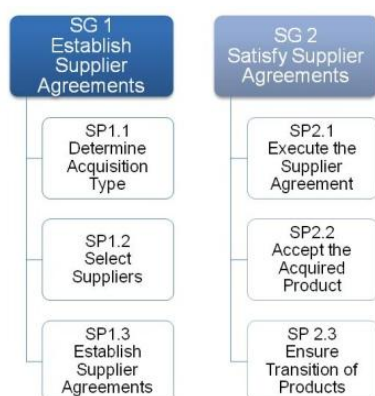 SG 1
Establish
Supplier
Agreements
SP1.1
Determine
Acquisition
Type
SP1.2
Select
Suppliers
SP1.3
Establish
Supplier
Agreements
SG 2
Satisfy Supplier
Agreements
SP2.1
Execute the
Supplier
Agreement
SP2.2
Accept the
Acquired
Product
SP 2.3
Ensure
Transition of
Products